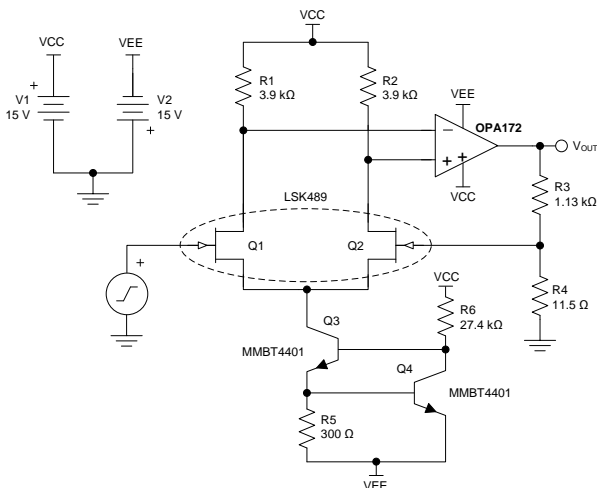 VCC
VCC
VEE
V1
15 V
V2
15 V
R1
3.9 kΩ
R2
3.9 kΩ
VEE
OPA172
VCC
VOUT
R3
1.13 kΩ
LSK489
Q1
Q2
R4
11.5 Ω
VCC
R6
27.4 kΩ
Q3
MMBT4401
Q4
MMBT4401
R5
300 Ω
VEE